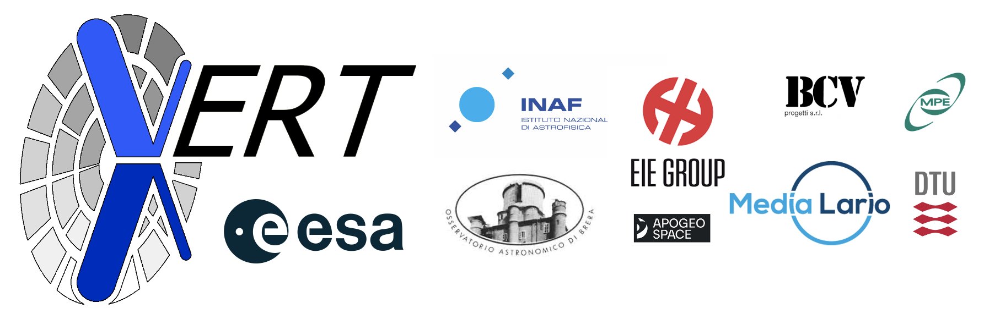 VERT
esa
INAF
ISTITUTO NAZIONAL
DI ASTROFISICA
OSSERVATORIO ASTRONOMICO DI BRERA
EIE GROUP
APOGEO
SPACE
BCV
progetti s.r.l.
Media Lario
MPE
DTU